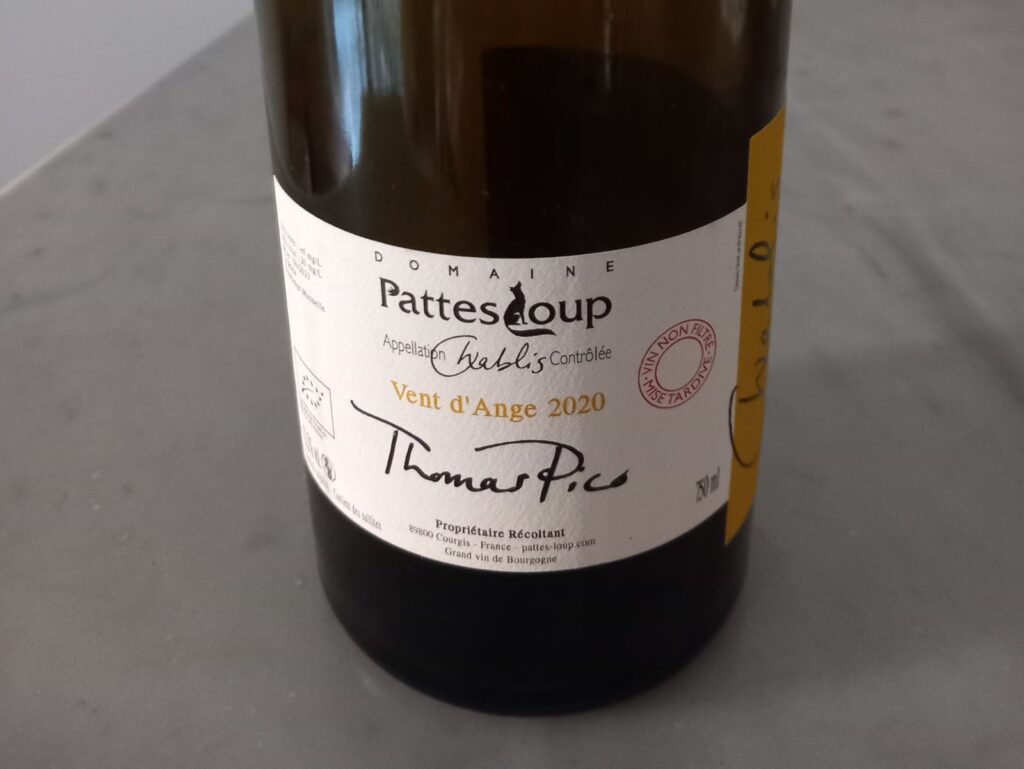 DOMAINE
Pattes Loup
Appellation Chablis Contrôlée
Vent d'Ange 2020
Thomas Pico
Propriétaire Récoltant
89800 Courgis - France - pattes-loup.com
Grand vin de Bourgogne
VIN NON FILTRÉ
MISE TARDIVE
750 ml
Chablis